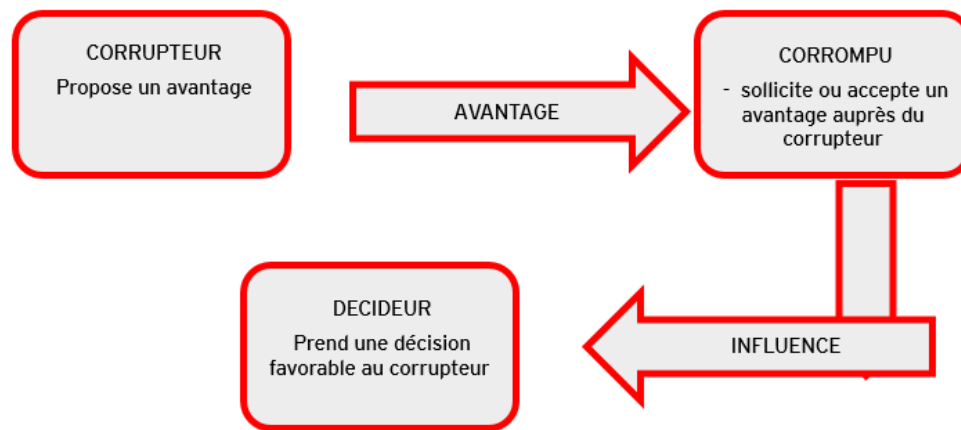 CORRUPTEUR
Propose un avantage
AVANTAGE
CORROMPU
- sollicite ou accepte un
avantage auprès du
corrupteur
INFLUENCE
DECIDEUR
Prend une décision
favorable au corrupteur